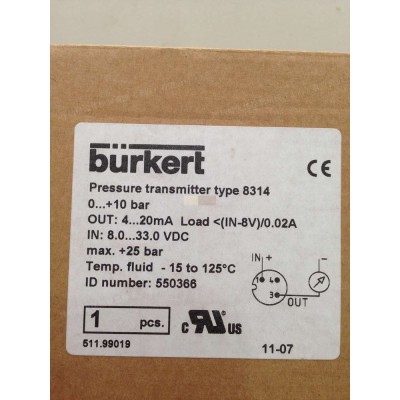 bürkert
CE
Pressure transmitter type 8314
0...+10 bar
OUT: 4...20mA Load <(IN-8V)/0.02A
IN: 8.0...33.0 VDC
max. +25 bar
Temp. fluid - 15 to 125°C
ID number: 550366
IN + -
1 4
3 OUT
1 pcs.
c RU us
511.99019
11-07